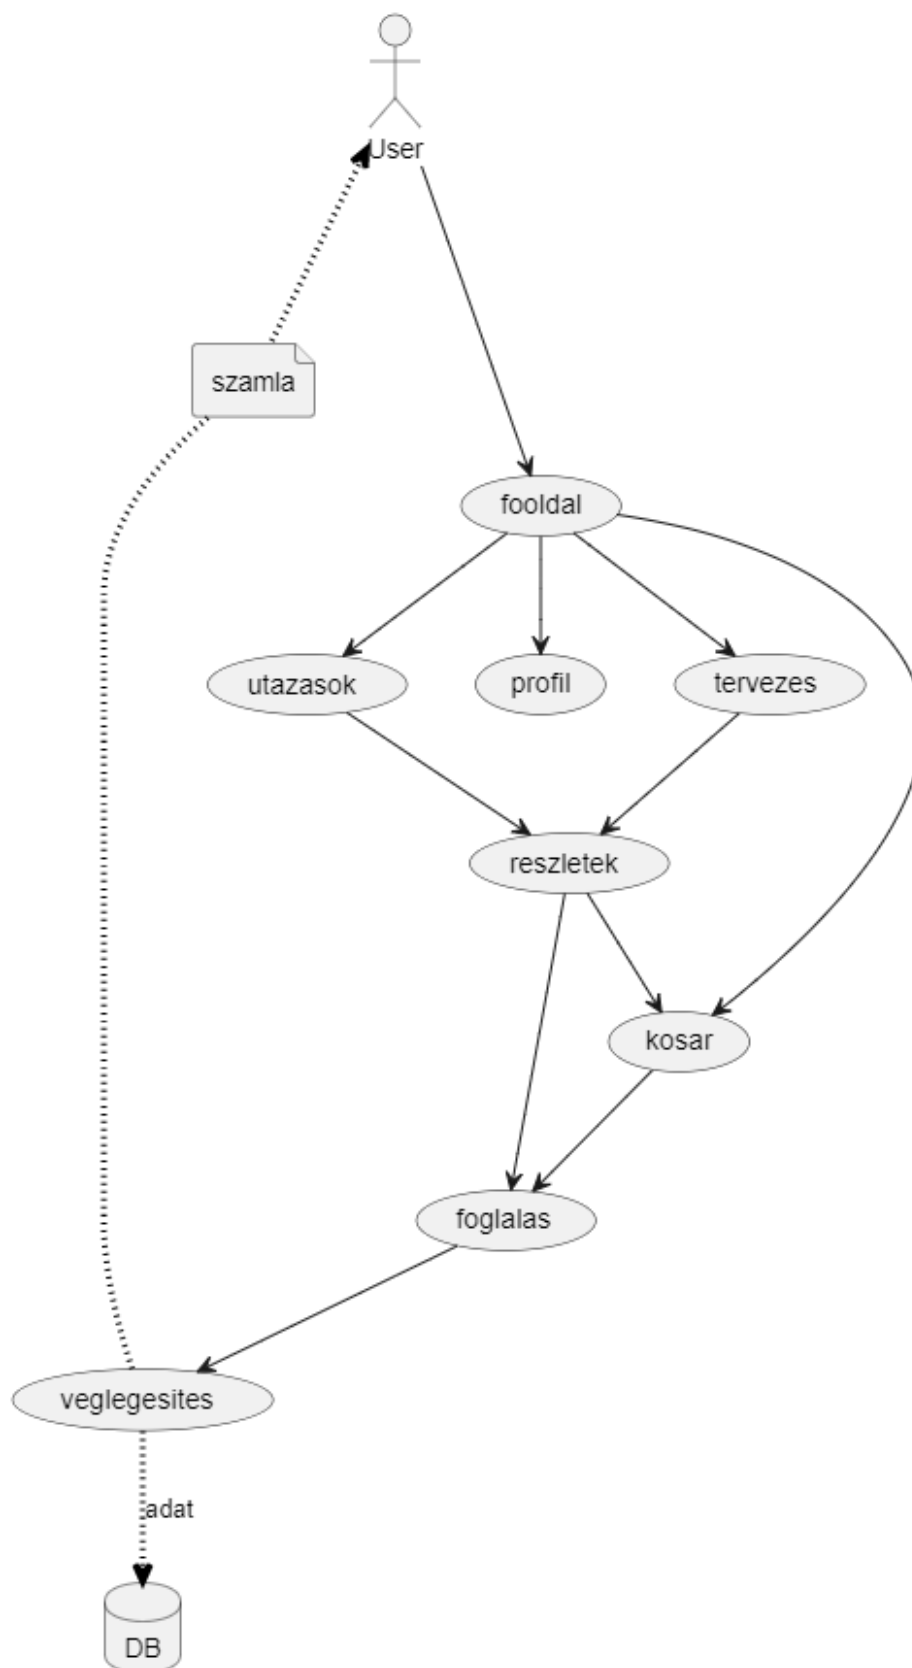 User
szamla
fooldal
utazasok
profil
tervezes
reszletek
kosar
foglalas
veglegesites
adat
DB